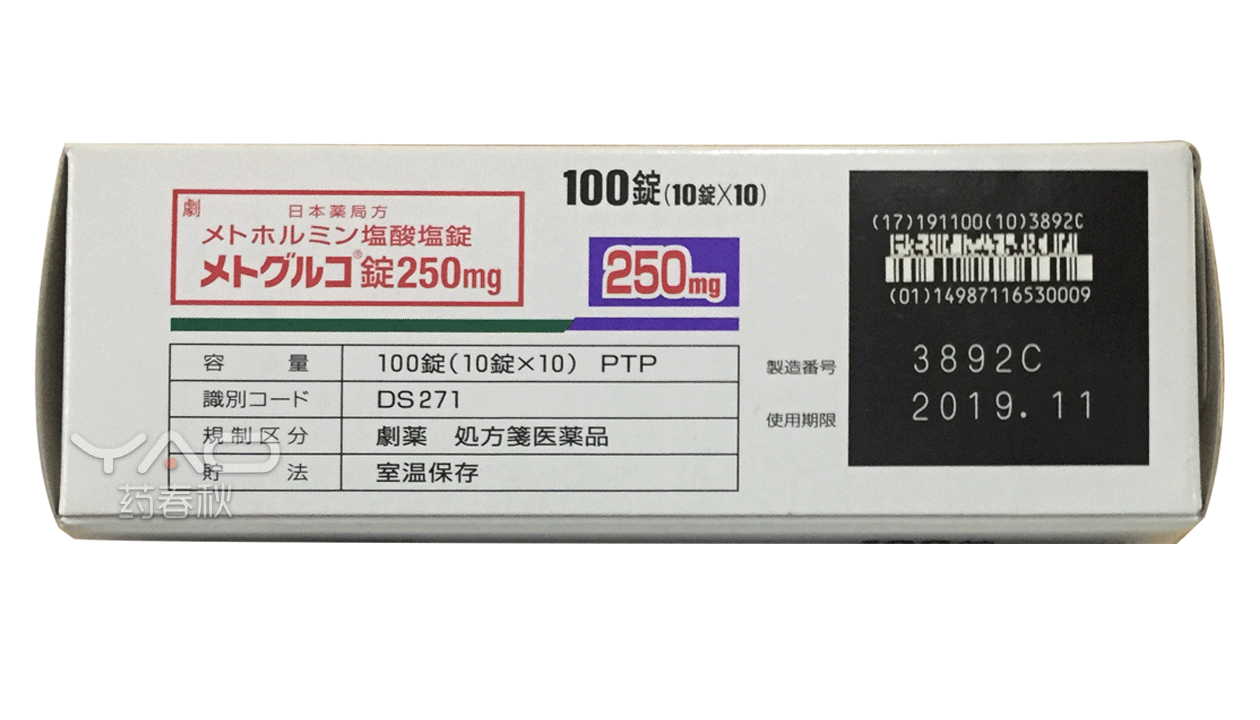 100錠(10錠×10)
劇 日本薬局方
メトホルミン塩酸塩錠
メトグルコ®錠250mg
250mg
容量 100錠(10錠×10) PTP
識別コード DS271
規制区分 劇薬 処方箋医薬品
貯法 室温保存
製造番号
使用期限
(17)191100(10)3892C
(01)14987116530009
3892C
2019.11
YAO
药春秋